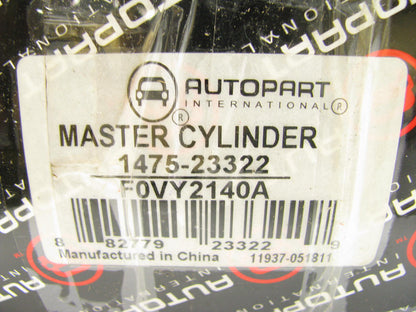 AUTOPART
INTERNATIONAL®
®
MASTER CYLINDER
1475-23322
F0VY2140A
8 82779 23322 9
Manufactured in China 11937-051811